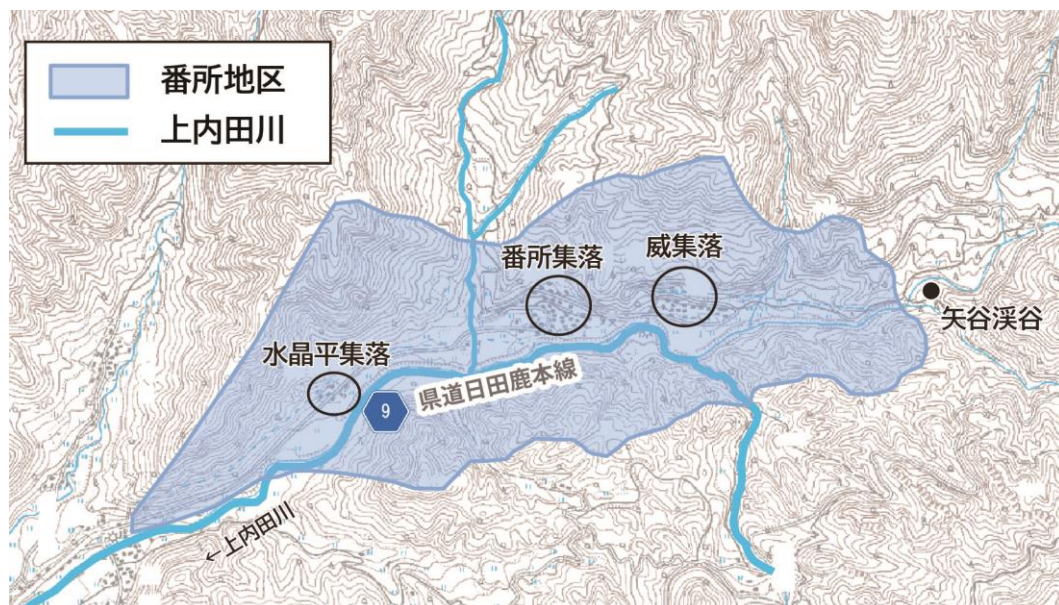 番所地区
上内田川
番所集落
威集落
矢谷渓谷
水晶平集落
県道日田鹿本線
9
←上内田川